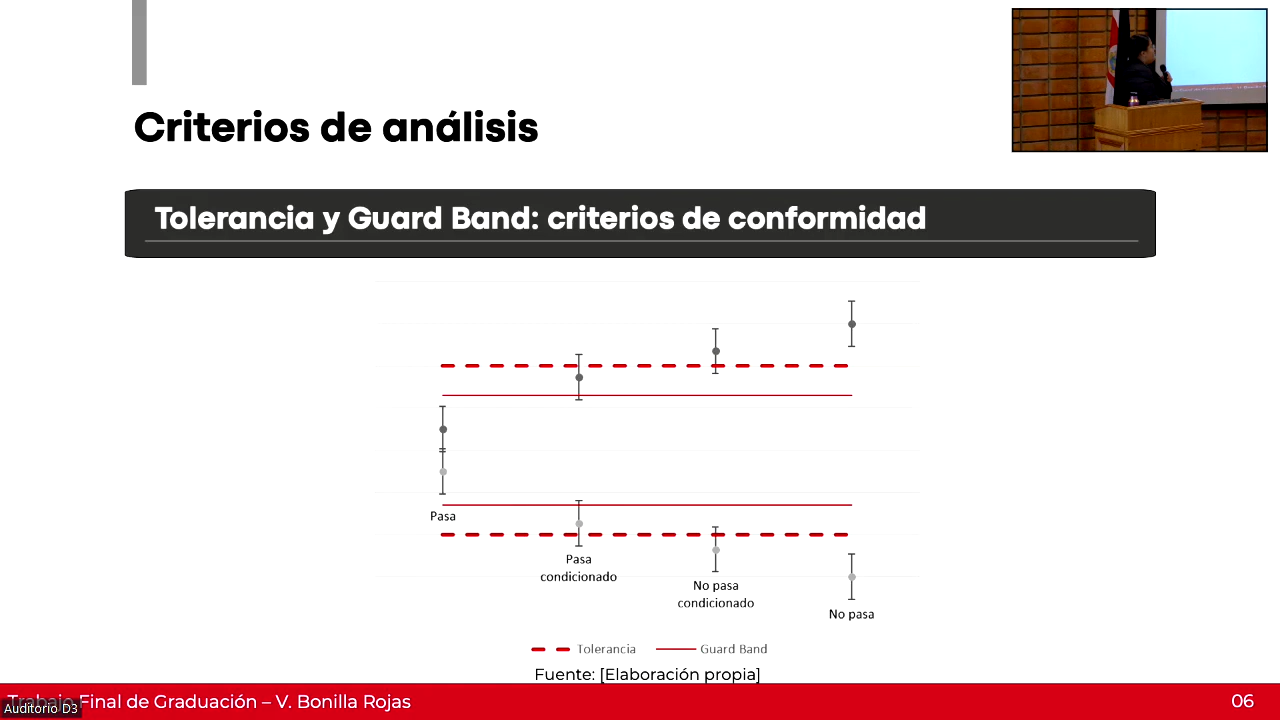 Criterios de análisis
Tolerancia y Guard Band: criterios de conformidad
Pasa
Pasa
condicionado
No pasa
condicionado
No pasa
Tolerancia
Guard Band
Fuente: [Elaboración propia]
Trabajo Final de Graduación – V. Bonilla Rojas
06
Auditorio D3